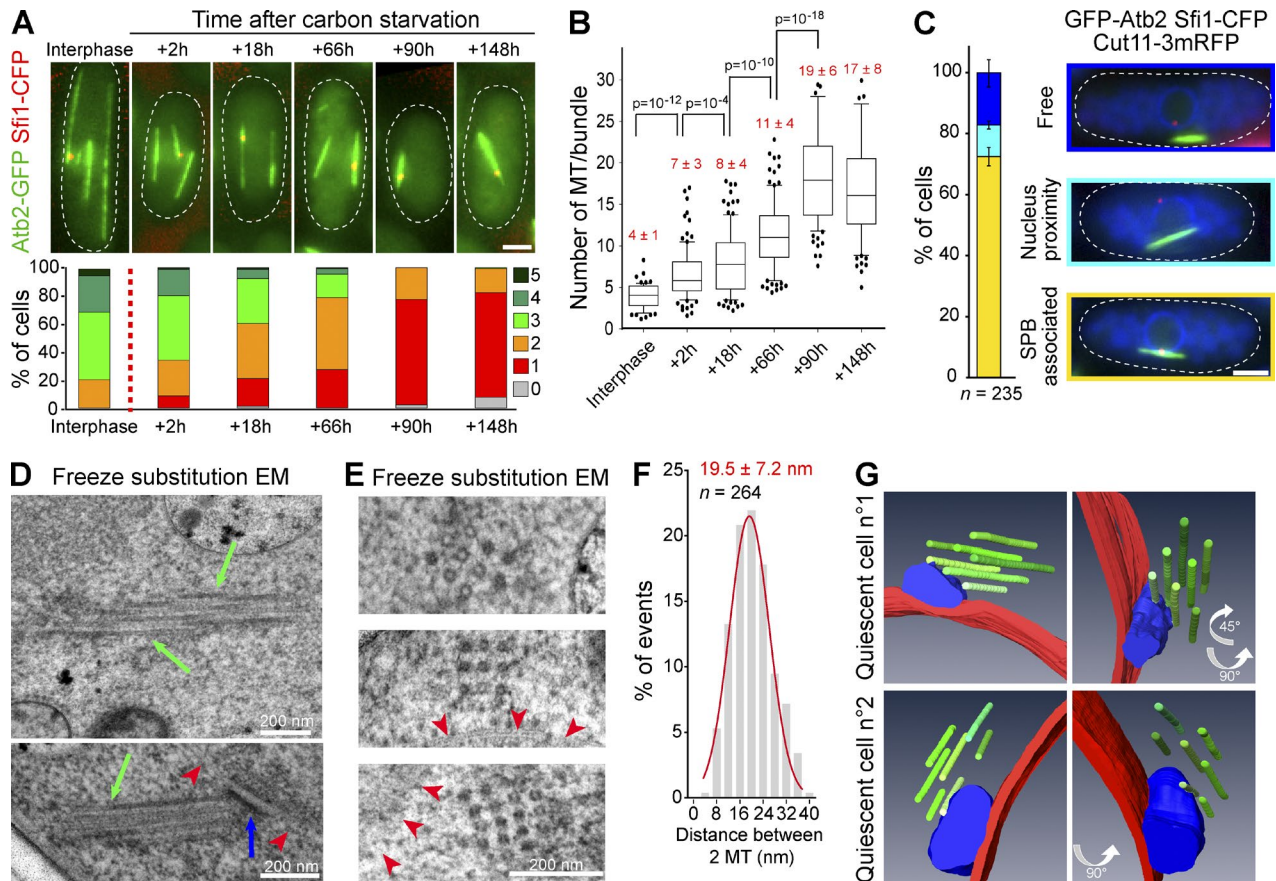 A
Time after carbon starvation
Interphase +2h +18h +66h +90h +148h
Atb2-GFP Sfi1-CFP
% of cells
100
80
60
40
20
0
5
4
3
2
1
0
Interphase +2h +18h +66h +90h +148h
B
Number of MT/bundle
30
25
20
15
10
5
0
p=10-12
p=10-4
p=10-10
p=10-18
4 ± 1
7 ± 3
8 ± 4
11 ± 4
19 ± 6
17 ± 8
Interphase
+2h
+18h
+66h
+90h
+148h
C
GFP-Atb2 Sfi1-CFP
Cut11-3mRFP
% of cells
100
80
60
40
20
0
n = 235
Free
Nucleus
proximity
SPB
associated
D
Freeze substitution EM
200 nm
200 nm
E
Freeze substitution EM
200 nm
F
19.5 ± 7.2 nm
n = 264
% of events
25
20
15
10
5
0
0 8 16 24 32 40
Distance between
2 MT (nm)
G
Quiescent cell n°1
45°
90°
Quiescent cell n°2
90°